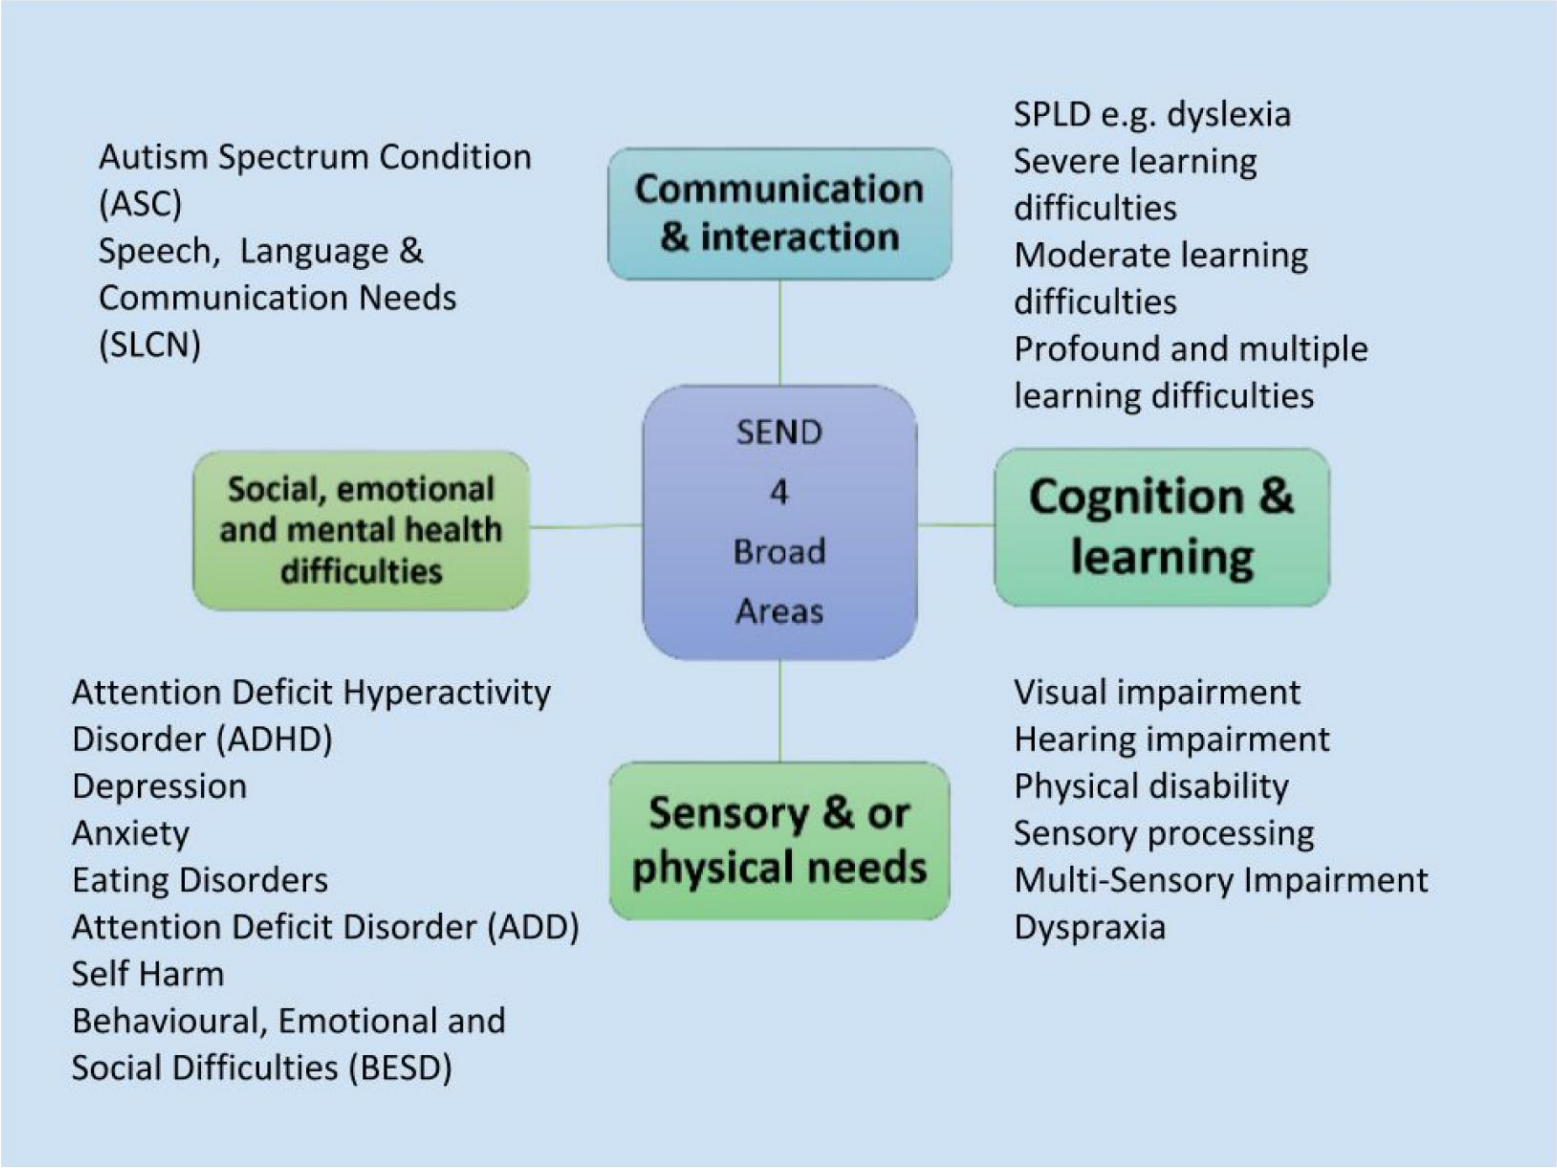 Autism Spectrum Condition
(ASC)
Speech,  Language &
Communication Needs
(SLCN)
Communication
& interaction
SPLD e.g. dyslexia
Severe learning
difficulties
Moderate learning
difficulties
Profound and multiple
learning difficulties
Social, emotional
and mental health
difficulties
SEND
4
Broad
Areas
Cognition &
learning
Attention Deficit Hyperactivity
Disorder (ADHD)
Depression
Anxiety
Eating Disorders
Attention Deficit Disorder (ADD)
Self Harm
Behavioural, Emotional and
Social Difficulties (BESD)
Sensory & or
physical needs
Visual impairment
Hearing impairment
Physical disability
Sensory processing
Multi-Sensory Impairment
Dyspraxia